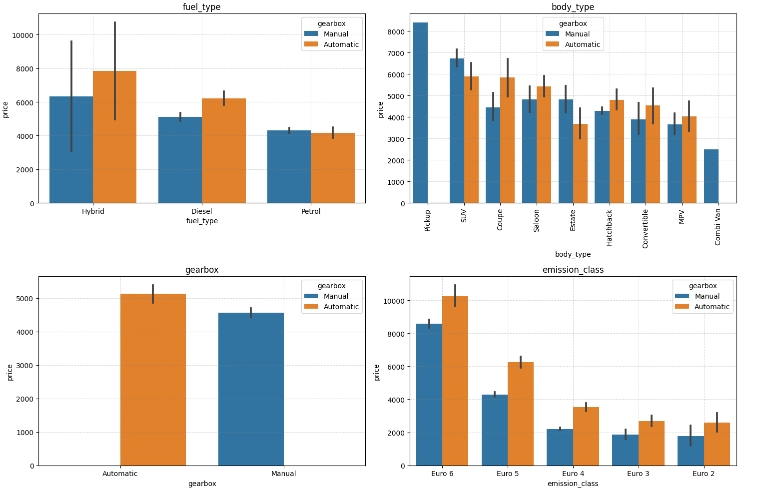 fuel_type
gearbox
Manual
Automatic
10000
8000
6000
4000
2000
0
price
Hybrid
Diesel
Petrol
fuel_type
body_type
gearbox
Manual
Automatic
8000
7000
6000
5000
4000
3000
2000
1000
0
price
Pickup
SUV
Coupe
Saloon
Estate
Hatchback
Convertible
MPV
Combi Van
body_type
gearbox
gearbox
Manual
Automatic
5000
4000
3000
2000
1000
0
price
Automatic
Manual
gearbox
emission_class
gearbox
Manual
Automatic
10000
8000
6000
4000
2000
0
price
Euro 6
Euro 5
Euro 4
Euro 3
Euro 2
emission_class